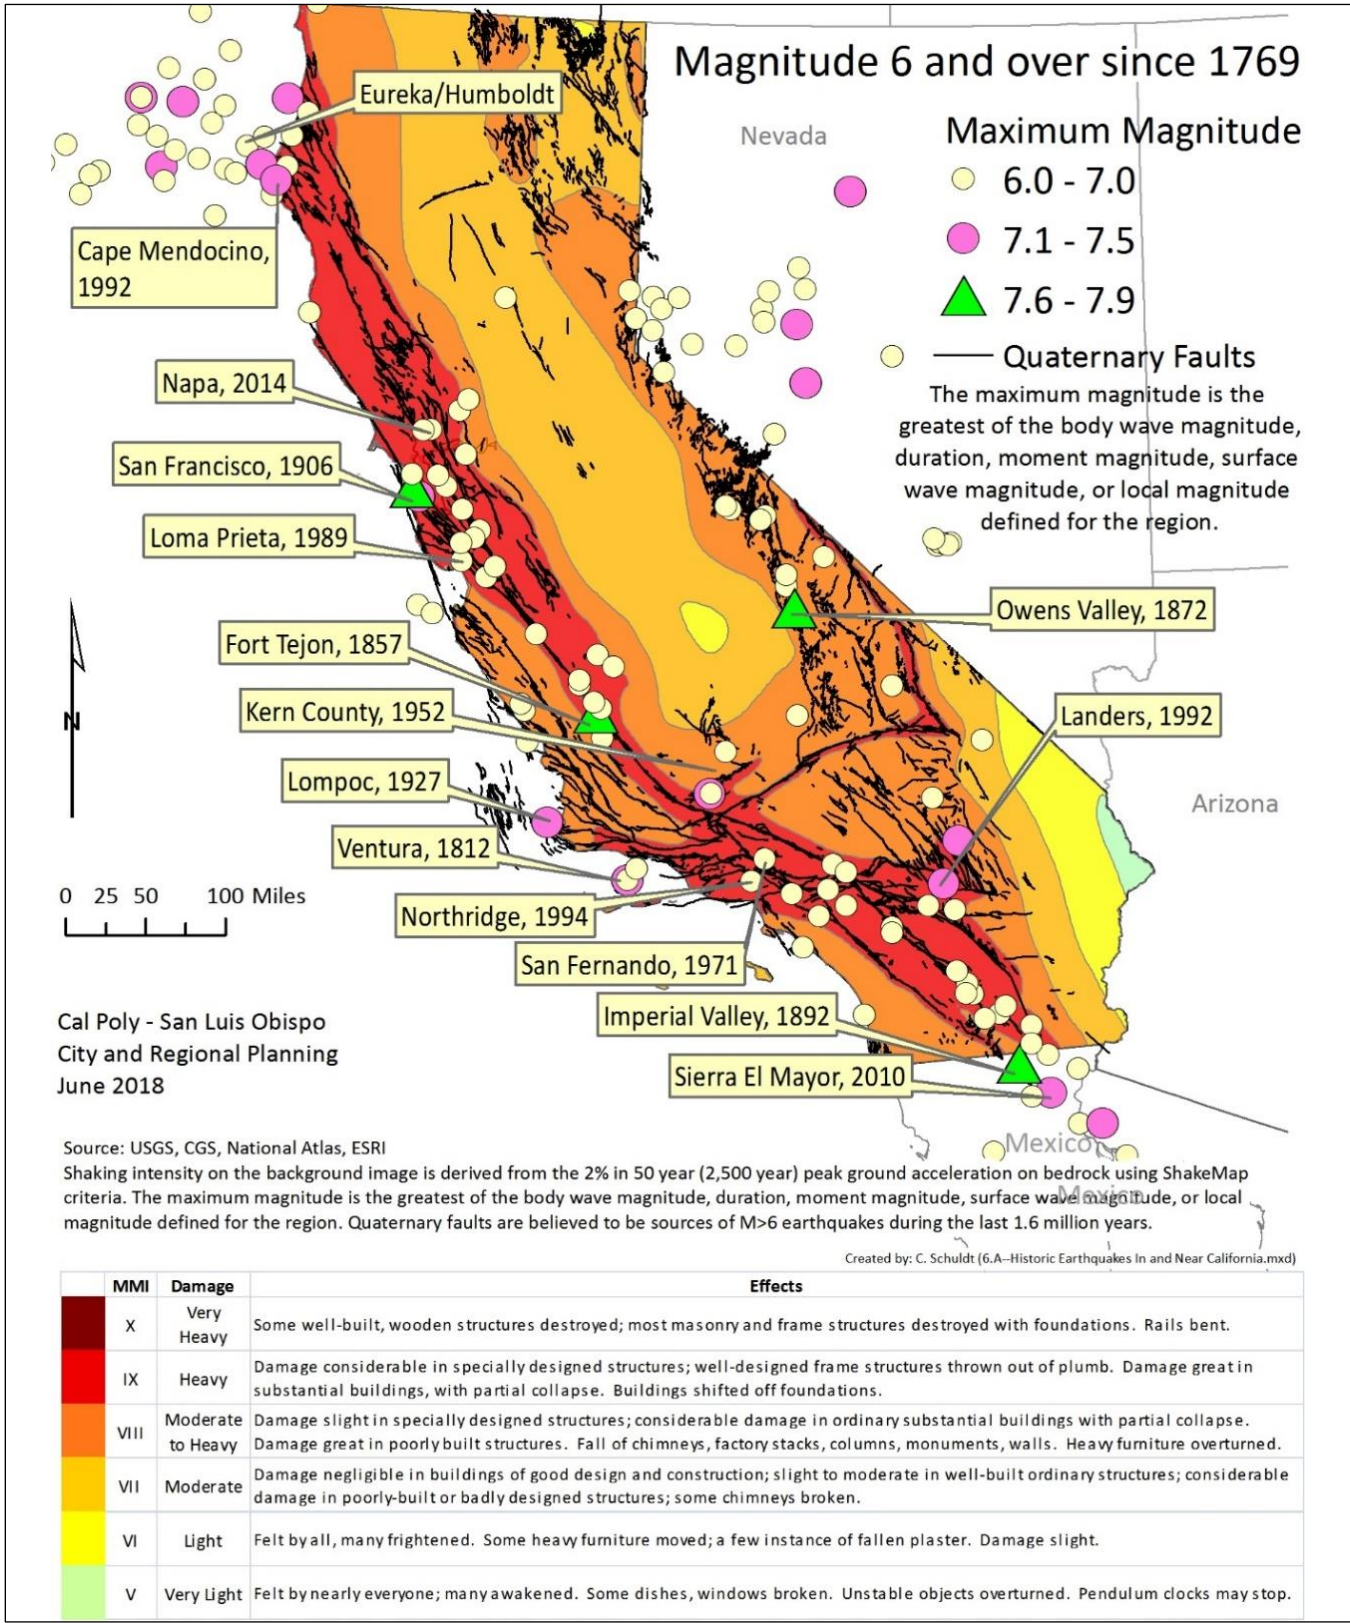 Magnitude 6 and over since 1769
Nevada
Maximum Magnitude
6.0 - 7.0
7.1 - 7.5
7.6 - 7.9
Quaternary Faults
The maximum magnitude is the
greatest of the body wave magnitude,
duration, moment magnitude, surface
wave magnitude, or local magnitude
defined for the region.
Eureka/Humboldt
Cape Mendocino,
1992
Napa, 2014
San Francisco, 1906
Loma Prieta, 1989
Owens Valley, 1872
Fort Tejon, 1857
Kern County, 1952
Landers, 1992
N
Lompoc, 1927
Arizona
Ventura, 1812
0 25 50 100 Miles
Northridge, 1994
San Fernando, 1971
Imperial Valley, 1892
Sierra El Mayor, 2010
Cal Poly - San Luis Obispo
City and Regional Planning
June 2018
Mexico
Mexico
Source: USGS, CGS, National Atlas, ESRI
Shaking intensity on the background image is derived from the 2% in 50 year (2,500 year) peak ground acceleration on bedrock using ShakeMap
criteria. The maximum magnitude is the greatest of the body wave magnitude, duration, moment magnitude, surface wave magnitude, or local
magnitude defined for the region. Quaternary faults are believed to be sources of M>6 earthquakes during the last 1.6 million years.
Created by: C. Schuldt (6.A--Historic Earthquakes In and Near California.mxd)
MMI Damage Effects
X Very Heavy Some well-built, wooden structures destroyed; most masonry and frame structures destroyed with foundations. Rails bent.
IX Heavy Damage considerable in specially designed structures; well-designed frame structures thrown out of plumb. Damage great in
substantial buildings, with partial collapse. Buildings shifted off foundations.
VIII Moderate to Heavy Damage slight in specially designed structures; considerable damage in ordinary substantial buildings with partial collapse.
Damage great in poorly built structures. Fall of chimneys, factory stacks, columns, monuments, walls. Heavy furniture overturned.
VII Moderate Damage negligible in buildings of good design and construction; slight to moderate in well-built ordinary structures; considerable
damage in poorly-built or badly designed structures; some chimneys broken.
VI Light Felt by all, many frightened. Some heavy furniture moved; a few instance of fallen plaster. Damage slight.
V Very Light Felt by nearly everyone; many awakened. Some dishes, windows broken. Unstable objects overturned. Pendulum clocks may stop.